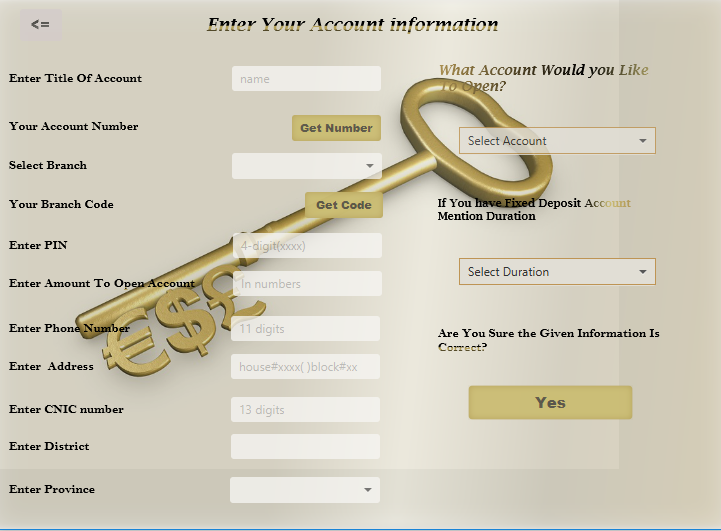 <=
Enter Your Account information
Enter Title Of Account
name
Your Account Number
Get Number
Select Branch
Your Branch Code
Get Code
Enter PIN
4-digit(xxxx)
Enter Amount To Open Account
In numbers
Enter Phone Number
11 digits
Enter Address
house#xxxx( )block#xx
Enter CNIC number
13 digits
Enter District
Enter Province
What Account Would you Like
To Open?
Select Account
If You have Fixed Deposit Account
Mention Duration
Select Duration
Are You Sure the Given Information Is
Correct?
Yes
€$£